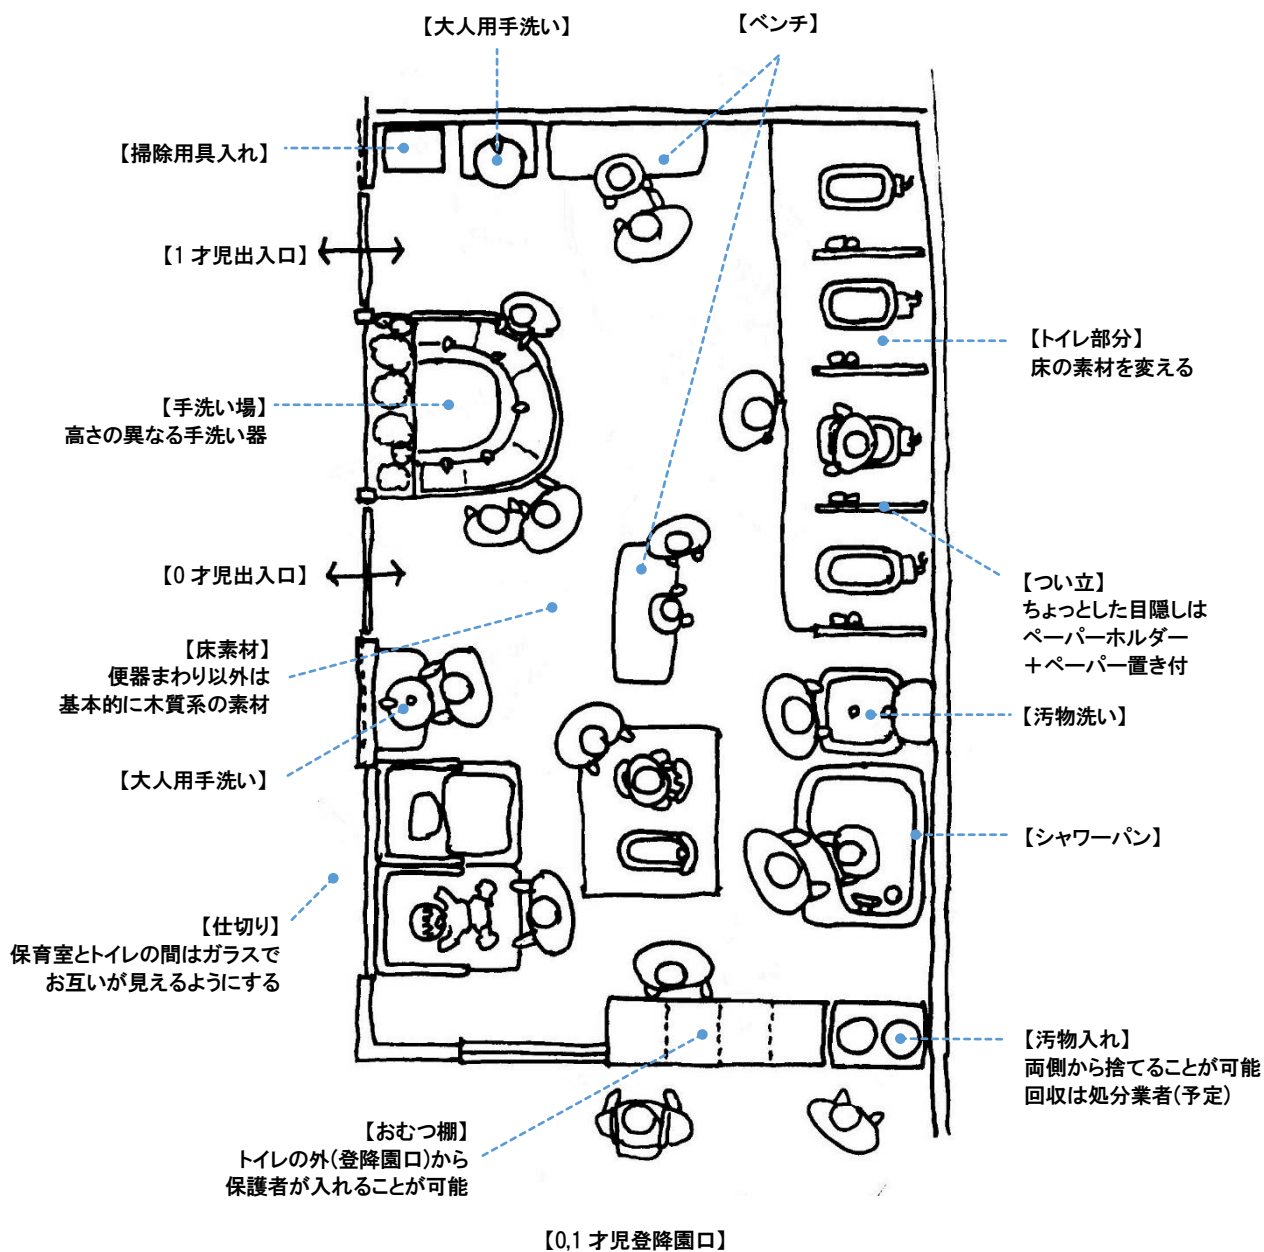 【大人用手洗い】
【ベンチ】
【掃除用具入れ】
【1 才児出入口】
【トイレ部分】
床の素材を変える
【手洗い場】
高さの異なる手洗い器
【0 才児出入口】
【つい立】
ちょっとした目隠しは
ペーパーホルダー
＋ペーパー置き付
【床素材】
便器まわり以外は
基本的に木質系の素材
【汚物洗い】
【大人用手洗い】
【シャワーパン】
【仕切り】
保育室とトイレの間はガラスで
お互いが見えるようにする
【汚物入れ】
両側から捨てることが可能
回収は処分業者(予定)
【おむつ棚】
トイレの外(登降園口)から
保護者が入れることが可能
【0,1 才児登降園口】